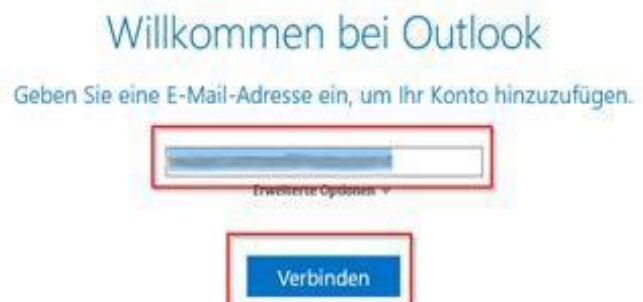 Willkommen bei Outlook
Geben Sie eine E-Mail-Adresse ein, um Ihr Konto hinzuzufügen.
Erweiterte Optionen
Verbinden